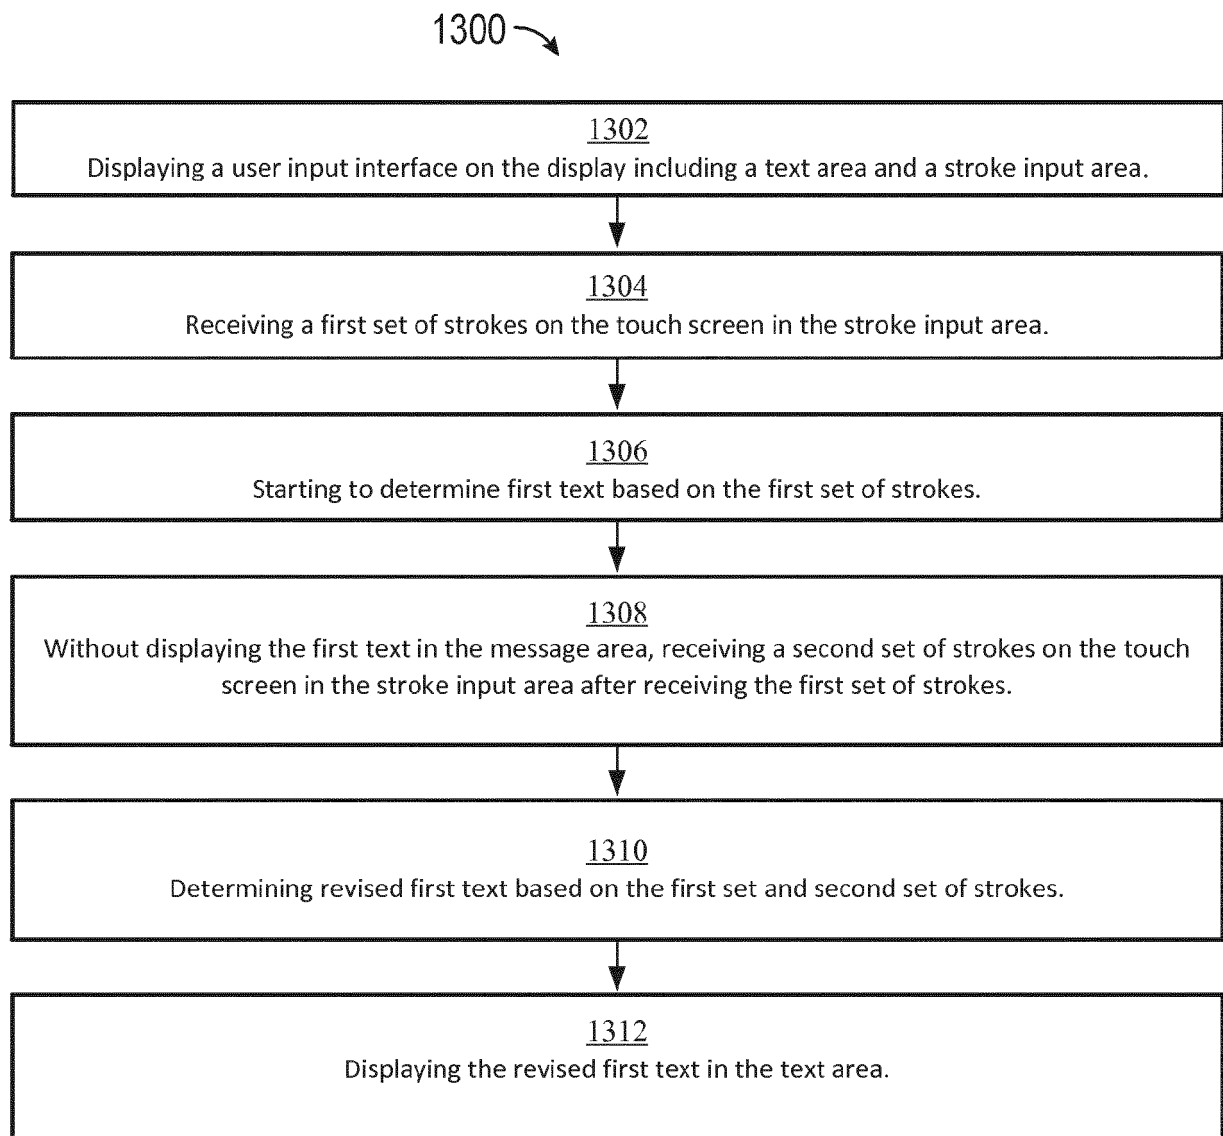 1300
1302
Displaying a user input interface on the display including a text area and a stroke input area.
1304
Receiving a first set of strokes on the touch screen in the stroke input area.
1306
Starting to determine first text based on the first set of strokes.
1308
Without displaying the first text in the message area, receiving a second set of strokes on the touch
screen in the stroke input area after receiving the first set of strokes.
1310
Determining revised first text based on the first set and second set of strokes.
1312
Displaying the revised first text in the text area.